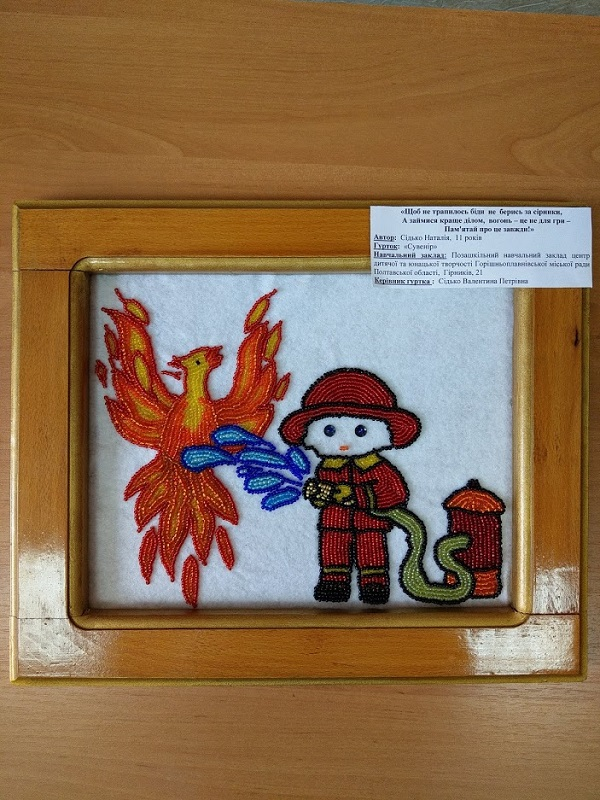 «Щоб не трапилось біди не берись за сірники,
А займися краще ділом, вогонь – це не для гри –
Пам'ятай про це завжди!»
Автор: Сідько Наталія, 11 років
Гурток: «Сувенір»
Навчальний заклад: Позашкільний навчальний заклад центр
дитячої та юнацької творчості Горішньоплавнівської міської ради
Полтавської області, Гірників, 21
Керівник гуртка : Сідько Валентина Петрівна